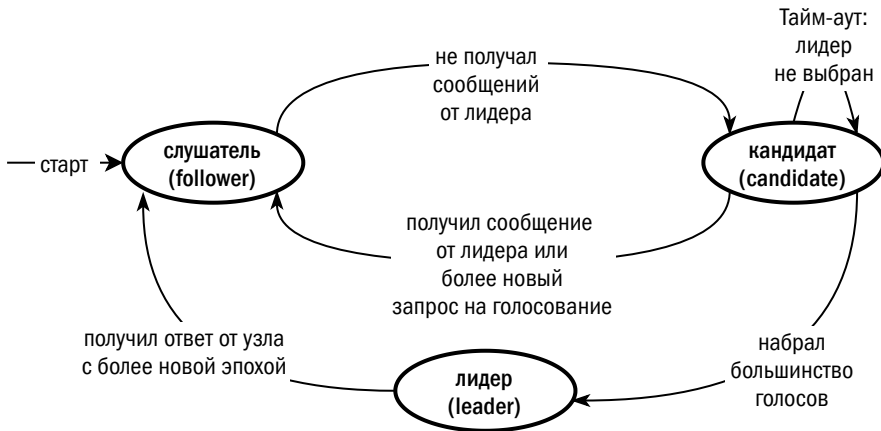 Тайм-аут:
лидер
не выбран
не получал
сообщений
от лидера
старт
слушатель
(follower)
кандидат
(candidate)
получил сообщение
от лидера или
более новый
запрос на голосование
получил ответ от узла
с более новой эпохой
набрал
большинство
голосов
лидер
(leader)